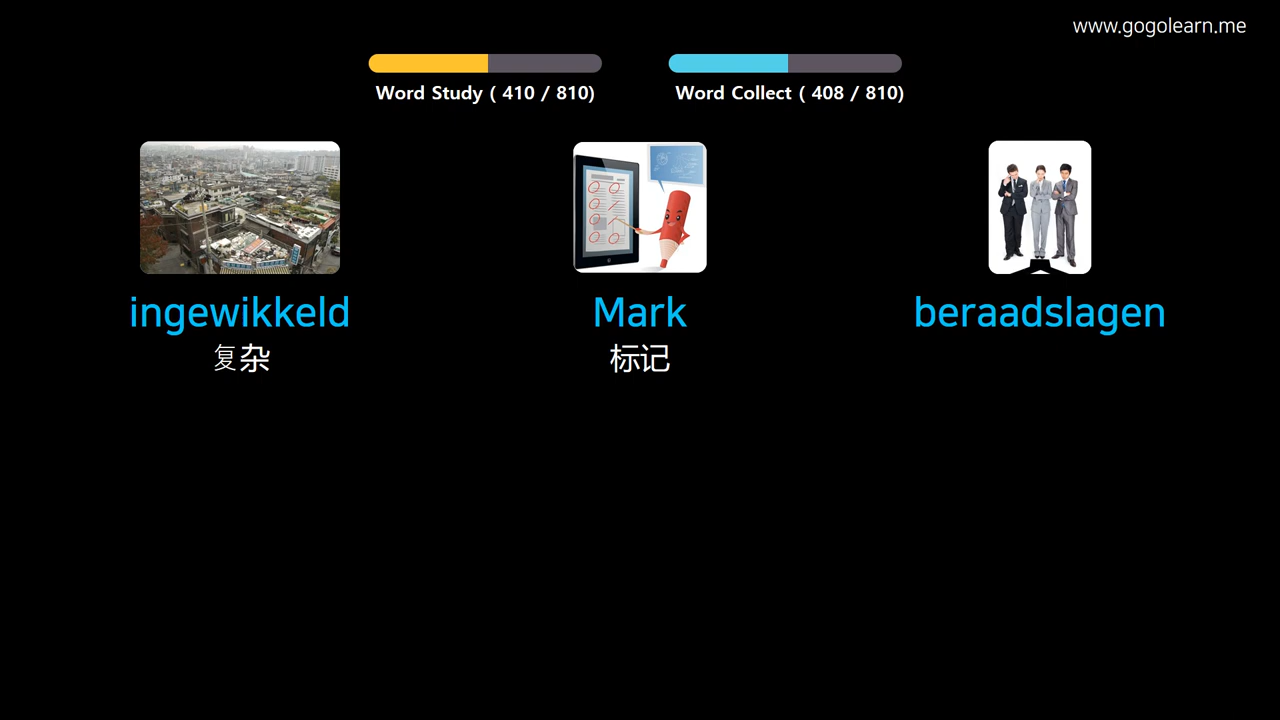 www.gogolearn.me
Word Study ( 410 / 810)
Word Collect ( 408 / 810)
ingewikkeld
复杂
Mark
标记
beraadslagen